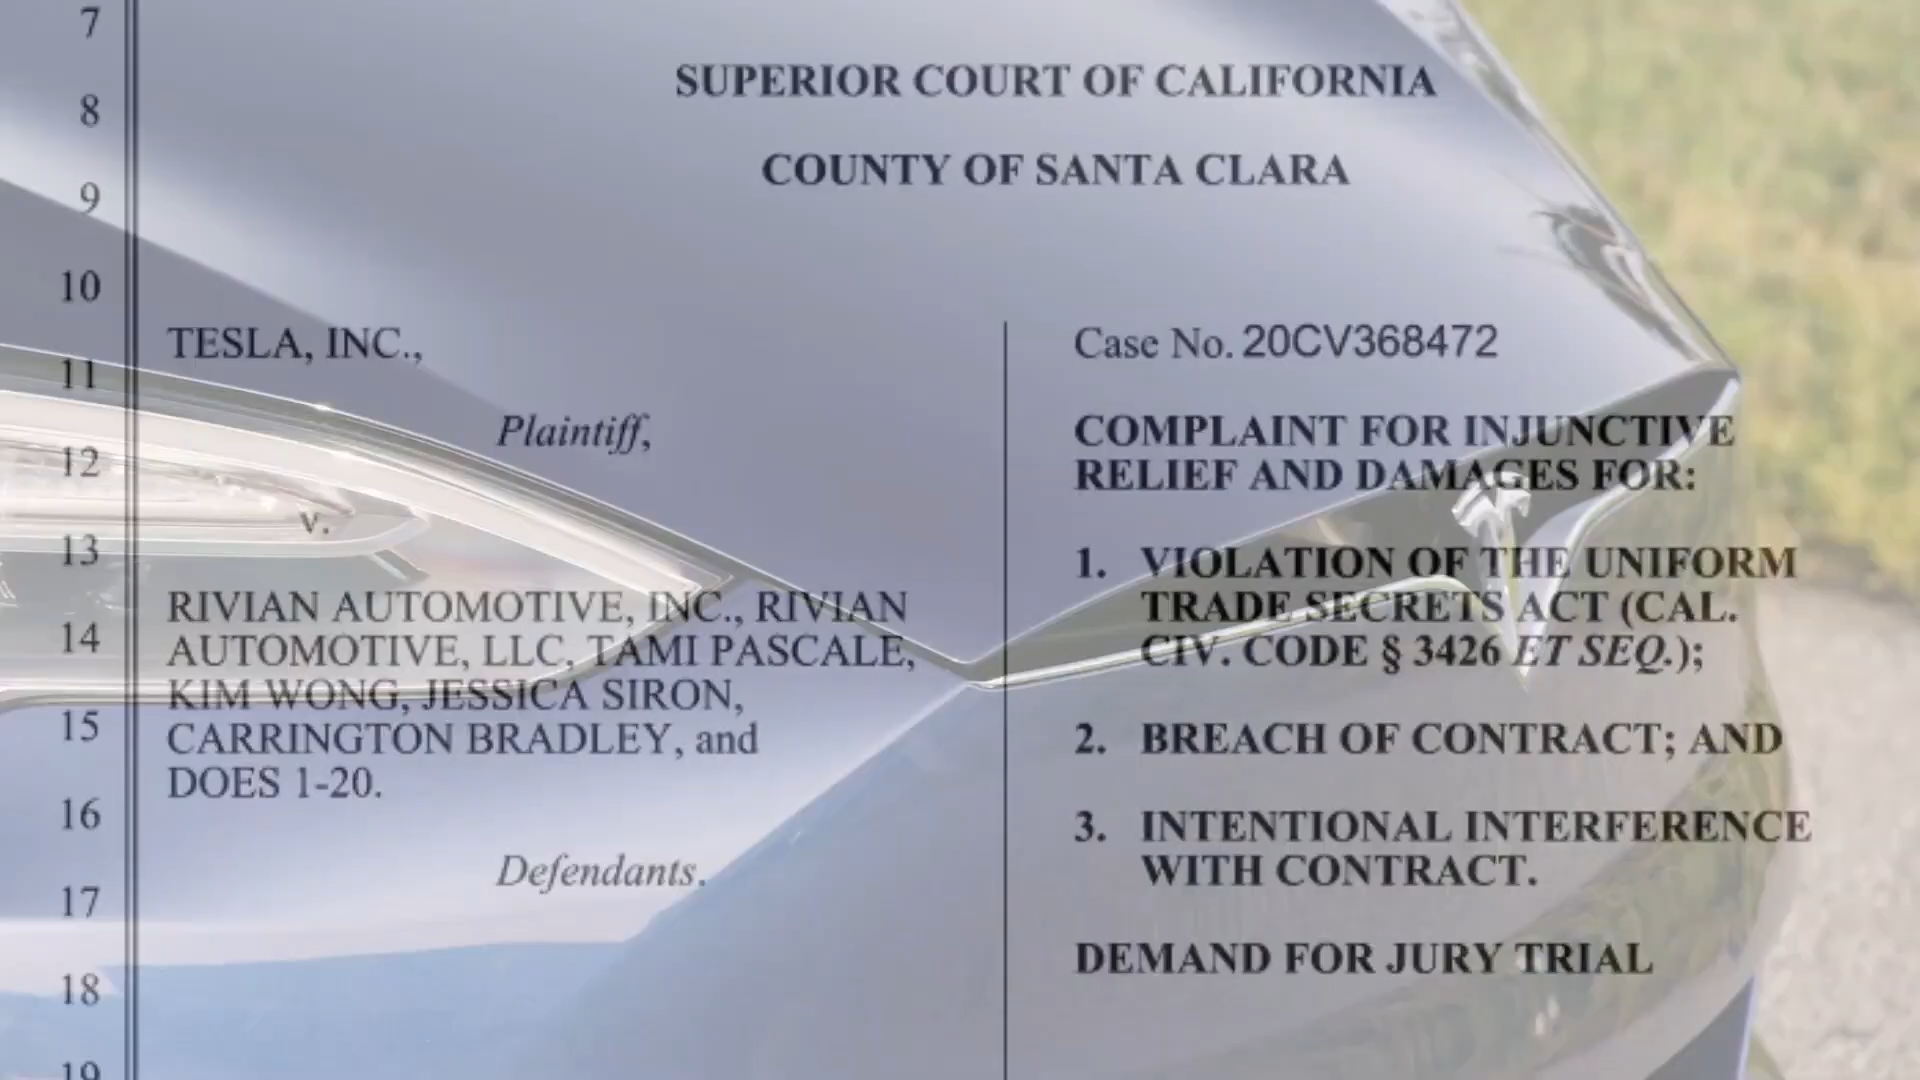 7
SUPERIOR COURT OF CALIFORNIA
8
COUNTY OF SANTA CLARA
9
10
TESLA, INC.,
Case No. 20CV368472
11
Plaintiff,
COMPLAINT FOR INJUNCTIVE
12
RELIEF AND DAMAGES FOR:
v.
13
1. VIOLATION OF THE UNIFORM
RIVIAN AUTOMOTIVE, INC., RIVIAN
TRADE SECRETS ACT (CAL.
14
AUTOMOTIVE, LLC, TAMI PASCALE,
CIV. CODE § 3426 ET SEQ.);
KIM WONG, JESSICA SIRON,
15
CARRINGTON BRADLEY, and
2. BREACH OF CONTRACT; AND
DOES 1-20.
16
3. INTENTIONAL INTERFERENCE
Defendants.
WITH CONTRACT.
17
DEMAND FOR JURY TRIAL
18
19